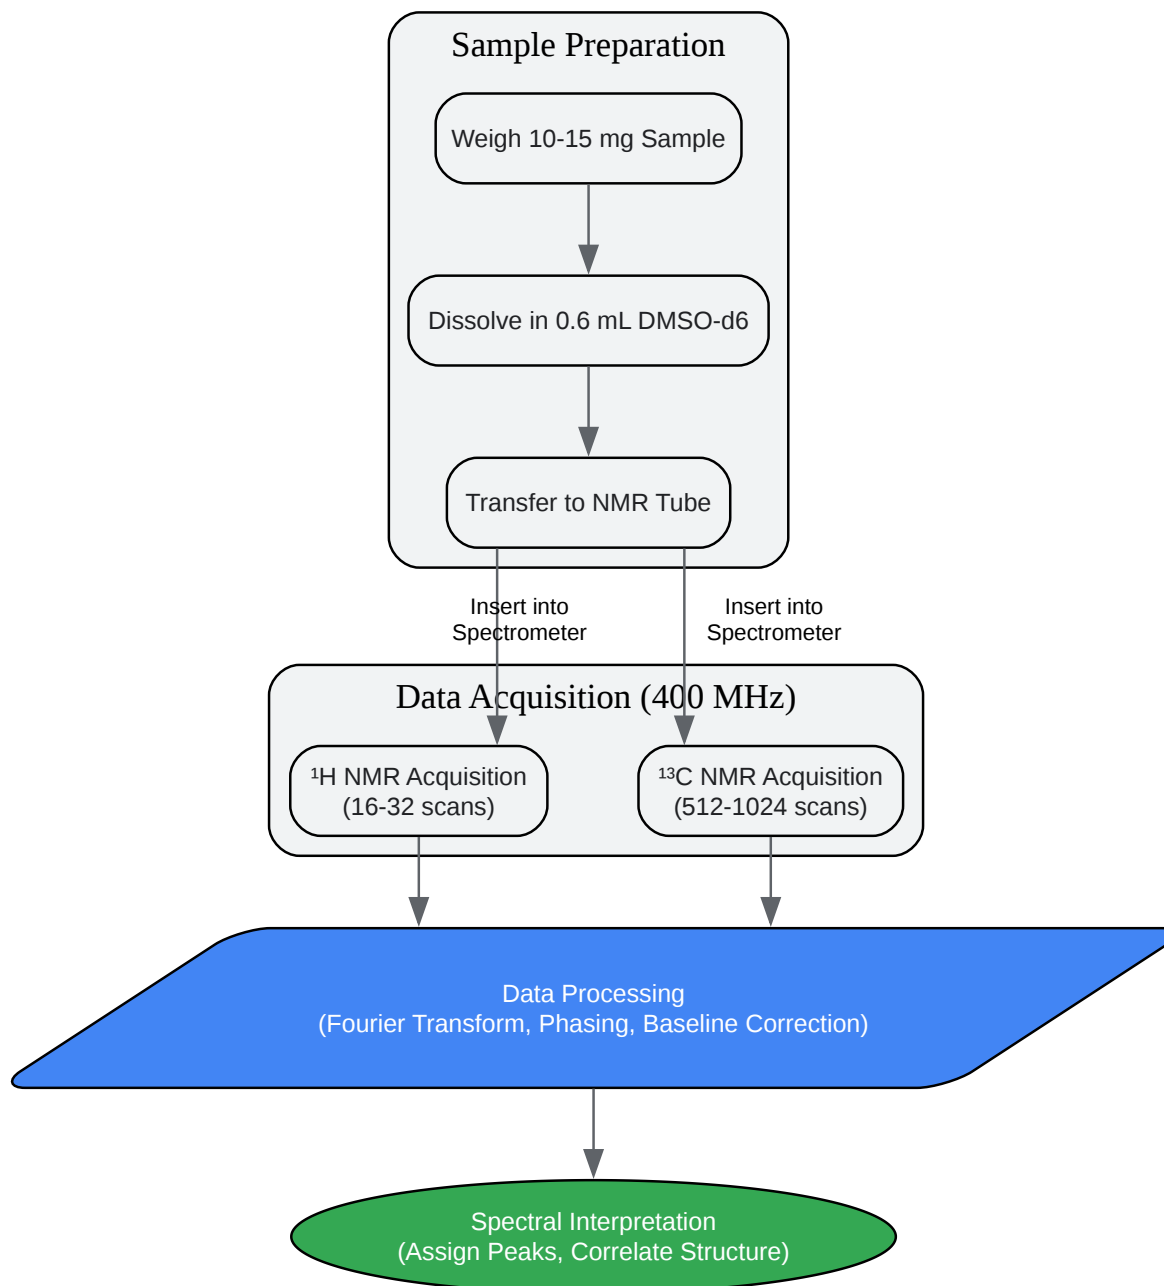 Sample Preparation
Weigh 10-15 mg Sample
Dissolve in 0.6 mL DMSO-d6
Transfer to NMR Tube
Insert into
Spectrometer
Insert into
Spectrometer
Data Acquisition (400 MHz)
¹H NMR Acquisition
(16-32 scans)
¹³C NMR Acquisition
(512-1024 scans)
Data Processing
(Fourier Transform, Phasing, Baseline Correction)
Spectral Interpretation
(Assign Peaks, Correlate Structure)